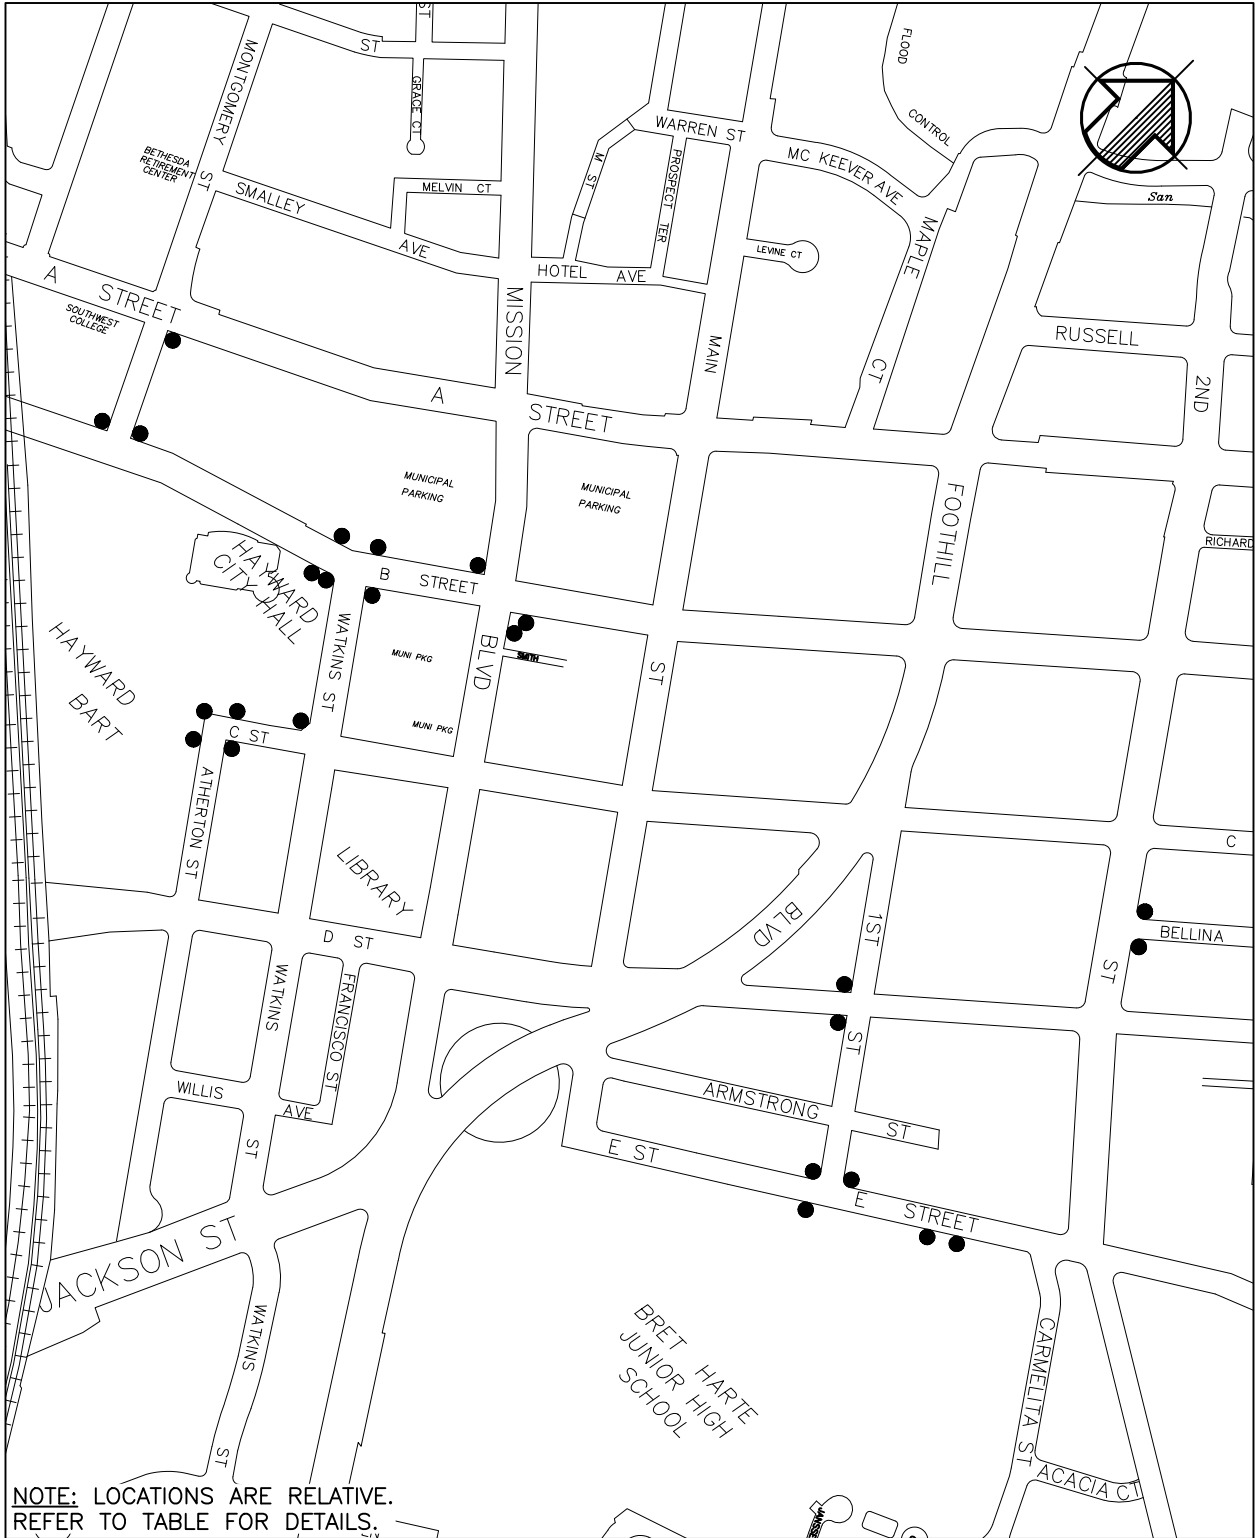 ST
MONTGOMERY
ST
ST
GRACE CT
FLOOD
CONTROL
BETHESDA
RETIREMENT
CENTER
WARREN ST
MC KEEVER AVE
M ST
PROSPECT TER
MELVIN CT
SMALLEY
AVE
San
MAPLE
CT
LEVINE CT
HOTEL AVE
A
STREET
SOUTHWEST
COLLEGE
MISSION
MAIN
RUSSELL
2ND
A
STREET
MUNICIPAL
PARKING
MUNICIPAL
PARKING
FOOTHILL
RICHARD
HAYWARD
CITY HALL
B STREET
WATKINS ST
MUNI PKG
BLVD
SMITH
ST
HAYWARD
BART
MUNI PKG
C ST
ATHERTON ST
C
LIBRARY
BLVD
1ST
BELLINA
D ST
ST
WATKINS
FRANCISCO ST
ST
WILLIS
AVE
ARMSTRONG
ST
ST
E ST
E STREET
JACKSON ST
WATKINS
ST
BRET HARTE
JUNIOR HIGH
SCHOOL
CARMELITA ST
ACACIA CT
NOTE: LOCATIONS ARE RELATIVE.
REFER TO TABLE FOR DETAILS.
JANSSE